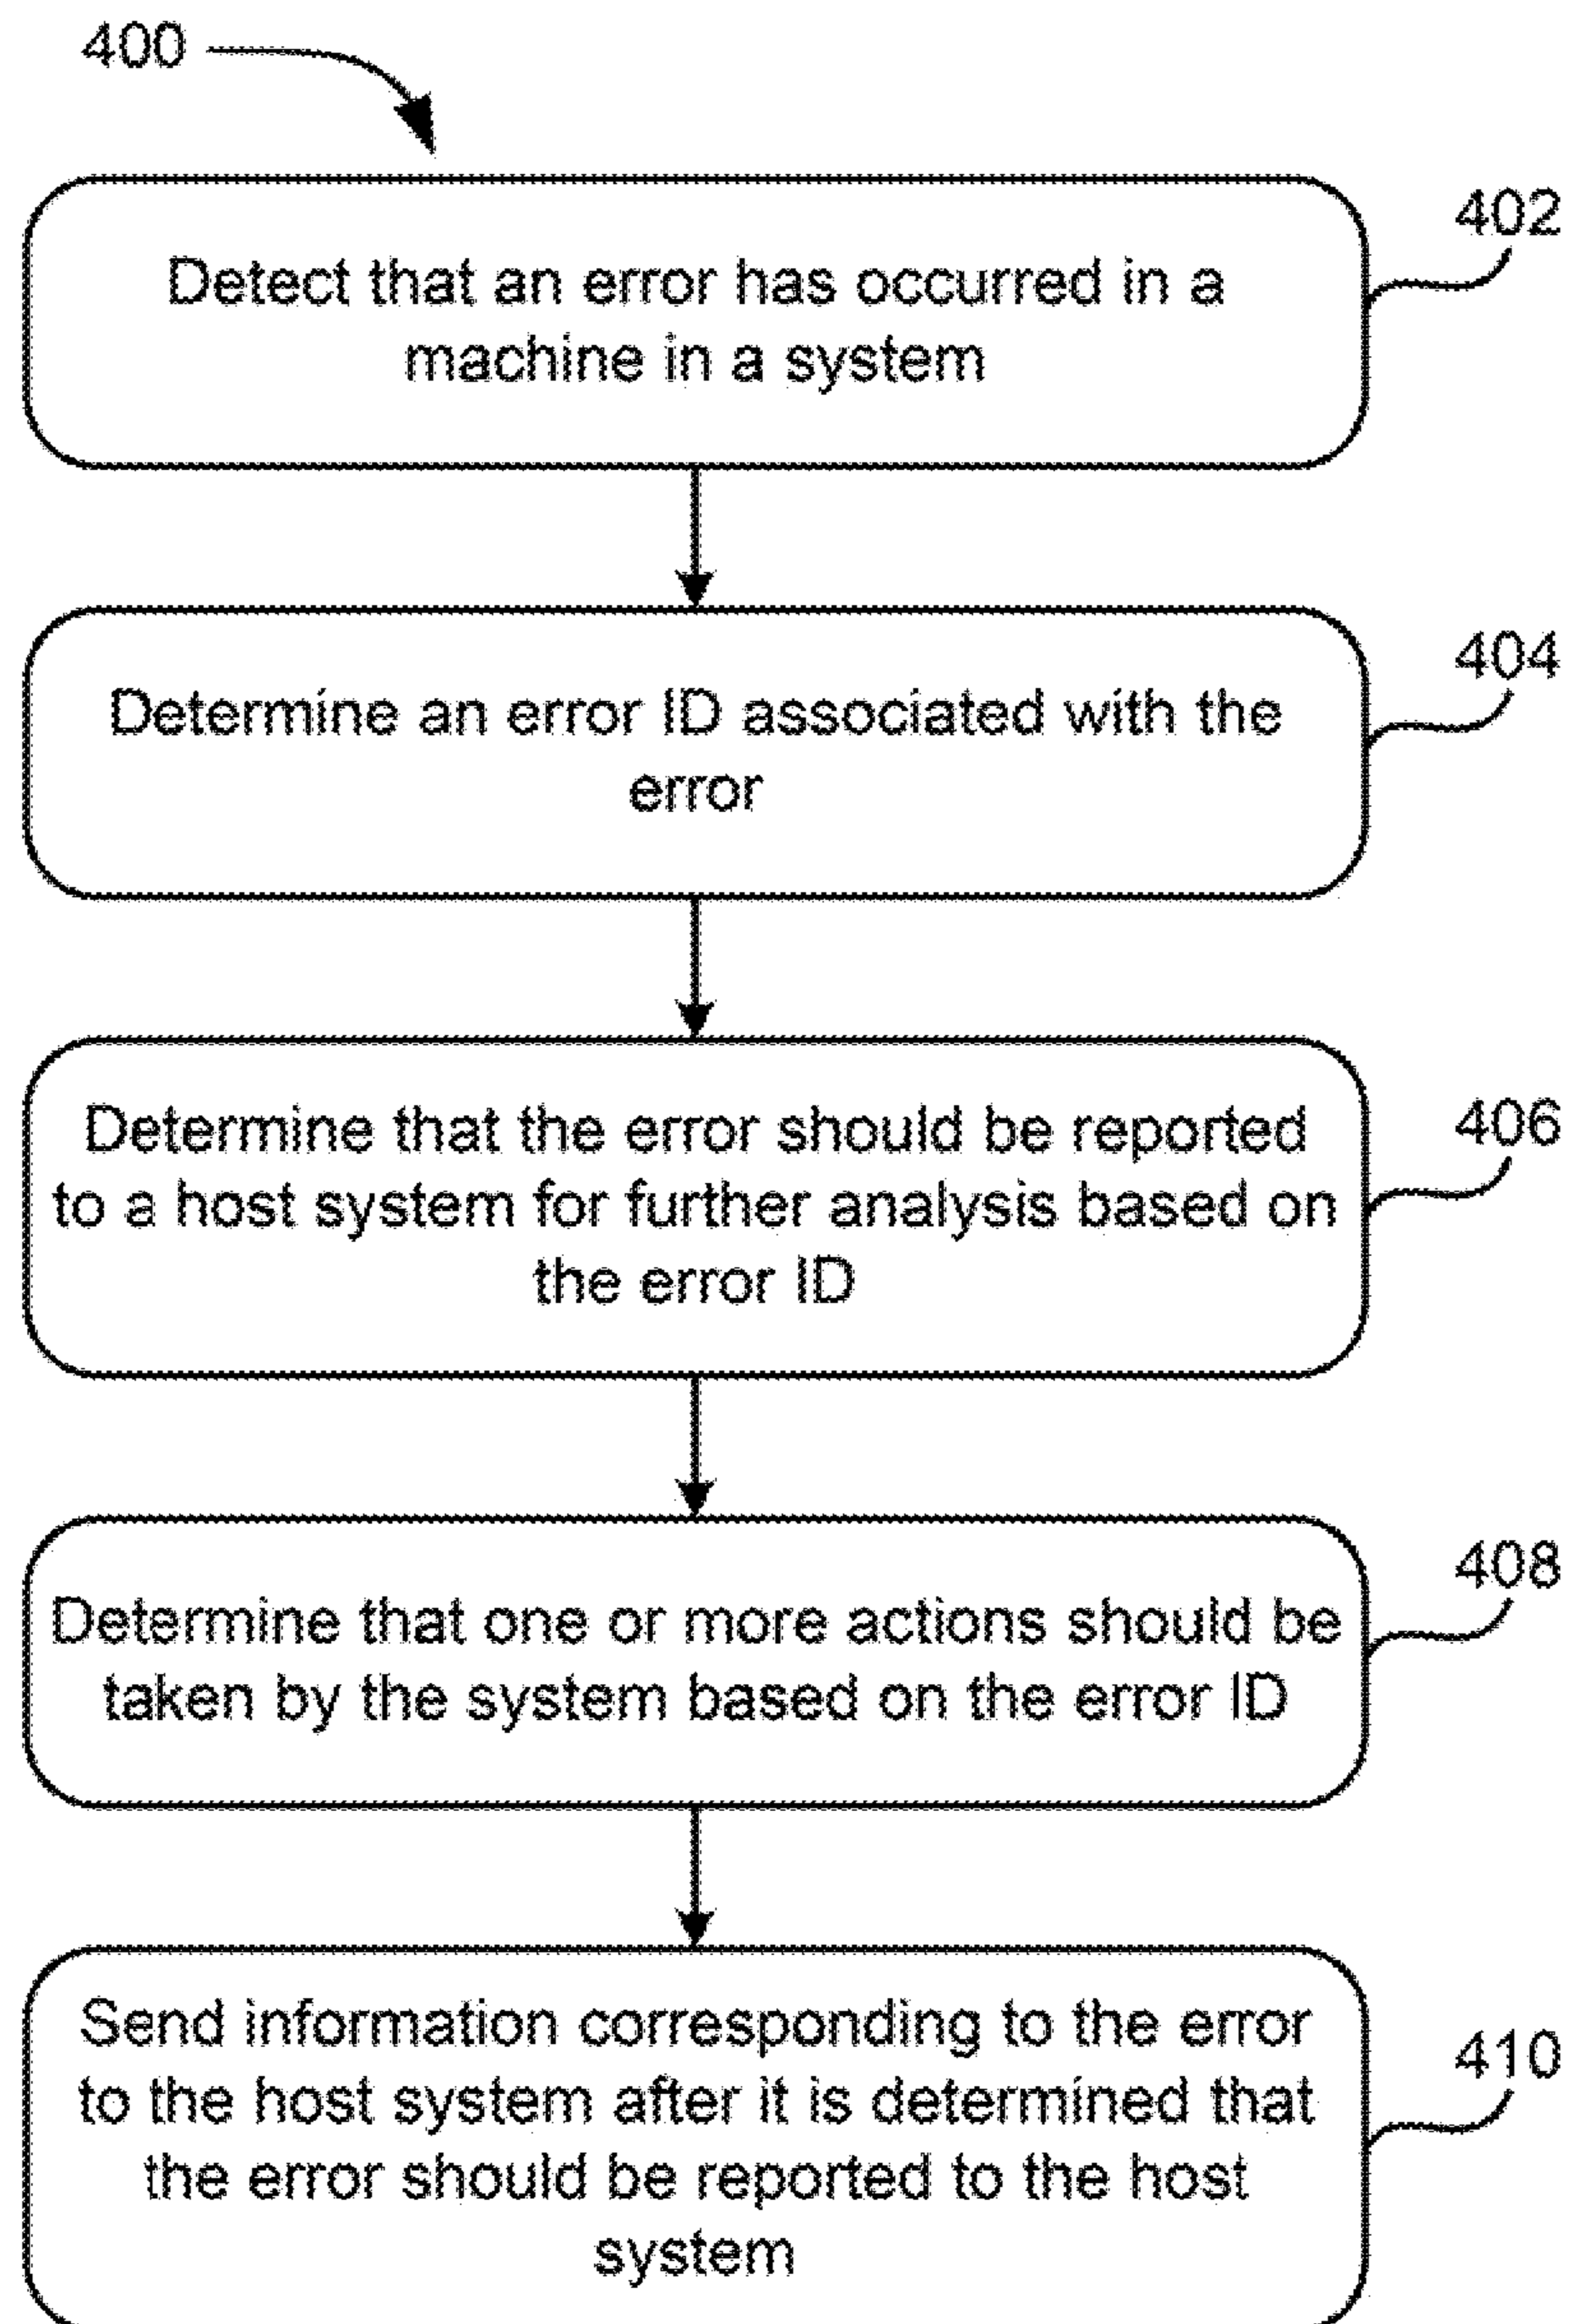 400
402
Detect that an error has occurred in a
machine in a system
404
Determine an error ID associated with the
error
406
Determine that the error should be reported
to a host system for further analysis based on
the error ID
408
Determine that one or more actions should be
taken by the system based on the error ID
410
Send information corresponding to the error
to the host system after it is determined that
the error should be reported to the host
system